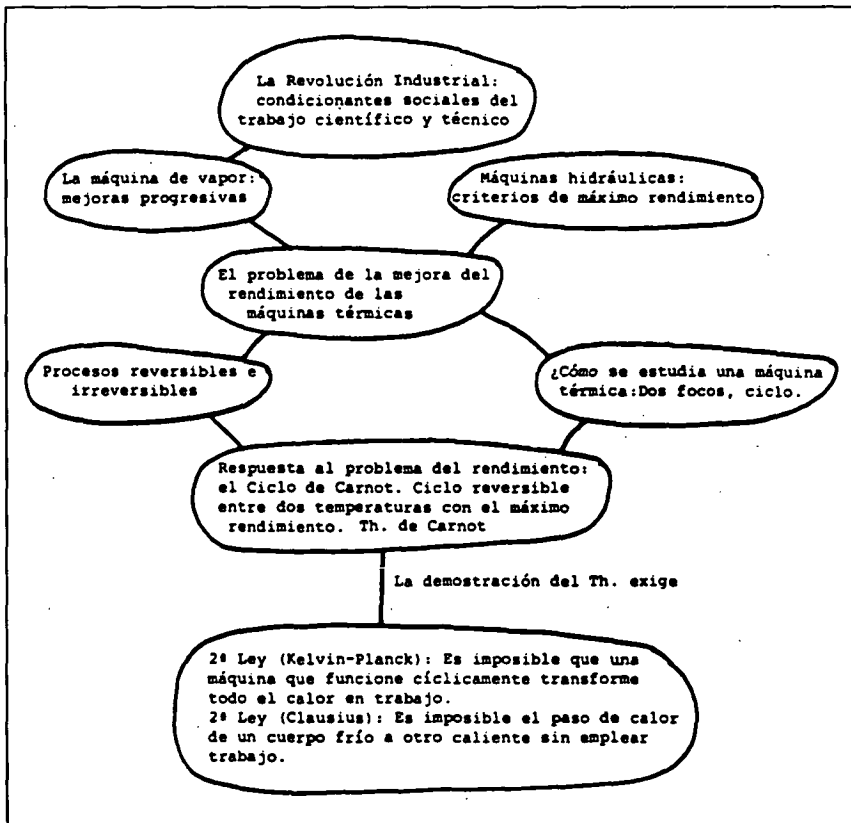 La Revolución Industrial:
condicionantes sociales del
trabajo científico y técnico
La máquina de vapor:
mejoras progresivas
Máquinas hidráulicas:
criterios de máximo rendimiento
El problema de la mejora del
rendimiento de las
máquinas térmicas
Procesos reversibles e
irreversibles
¿Cómo se estudia una máquina
térmica:Dos focos, ciclo.
Respuesta al problema del rendimiento:
el Ciclo de Carnot. Ciclo reversible
entre dos temperaturas con el máximo
rendimiento. Th. de Carnot
La demostración del Th. exige
2ª Ley (Kelvin-Planck): Es imposible que una
máquina que funcione cíclicamente transforme
todo el calor en trabajo.
2ª Ley (Clausius): Es imposible el paso de calor
de un cuerpo frío a otro caliente sin emplear
trabajo.